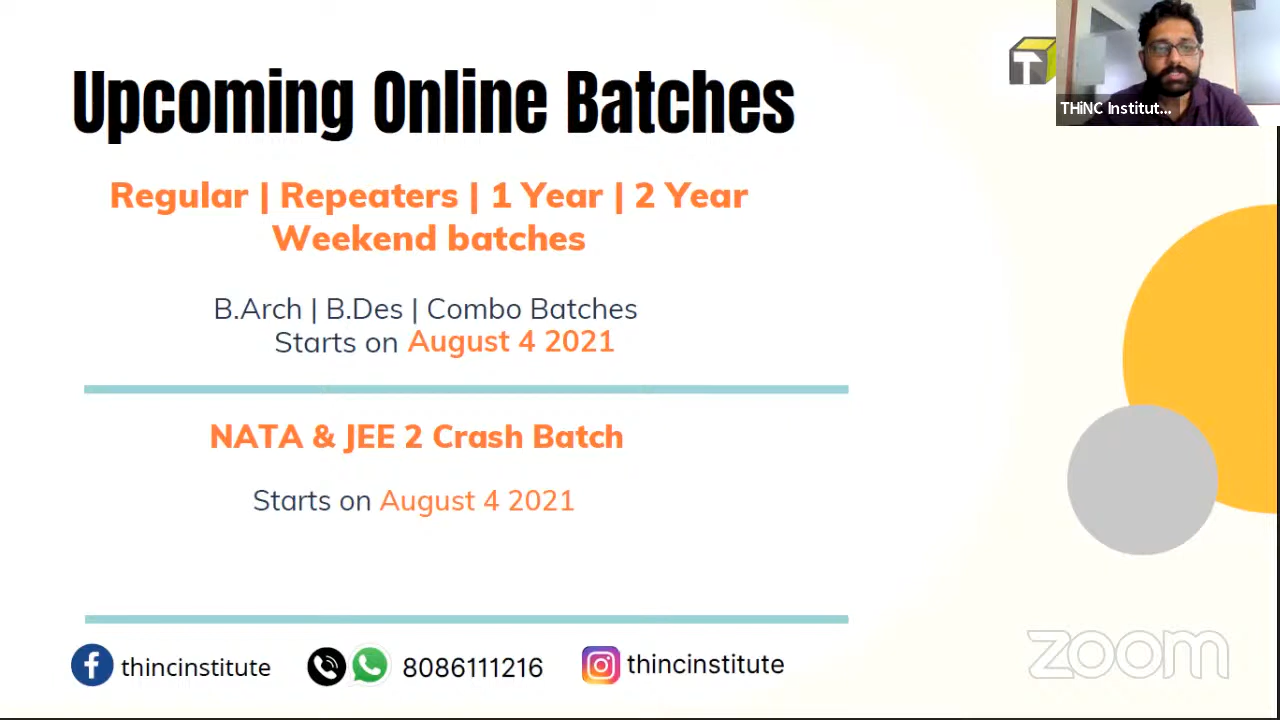 Upcoming Online Batches
T
THiNC Institut...
Regular | Repeaters | 1 Year | 2 Year
Weekend batches
B.Arch | B.Des | Combo Batches
Starts on August 4 2021
NATA & JEE 2 Crash Batch
Starts on August 4 2021
thincinstitute
8086111216
thincinstitute
zoom